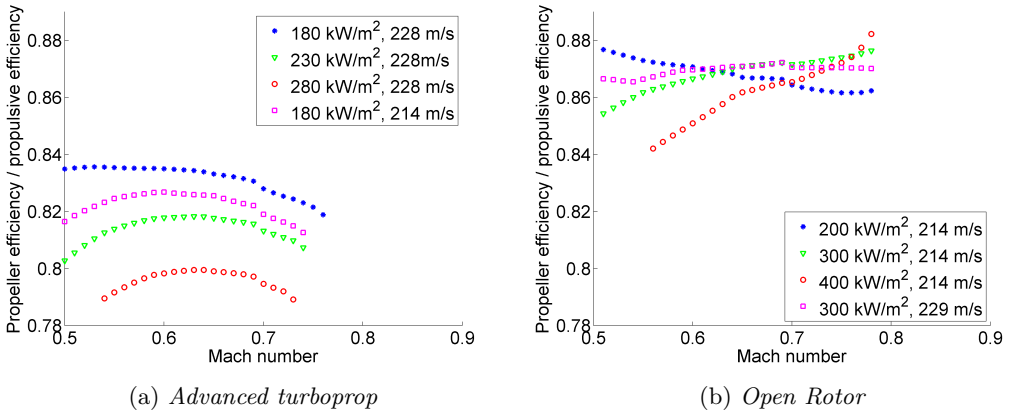 Propeller efficiency / propulsive efficiency
0.88
0.86
0.84
0.82
0.8
0.78
0.5
0.6
0.7
0.8
0.9
Mach number
180 kW/m², 228 m/s
230 kW/m², 228m/s
280 kW/m², 228 m/s
180 kW/m², 214 m/s
(a) Advanced turboprop
Propeller efficiency / propulsive efficiency
0.88
0.86
0.84
0.82
0.8
0.78
0.5
0.6
0.7
0.8
0.9
Mach number
200 kW/m², 214 m/s
300 kW/m², 214 m/s
400 kW/m², 214 m/s
300 kW/m², 229 m/s
(b) Open Rotor